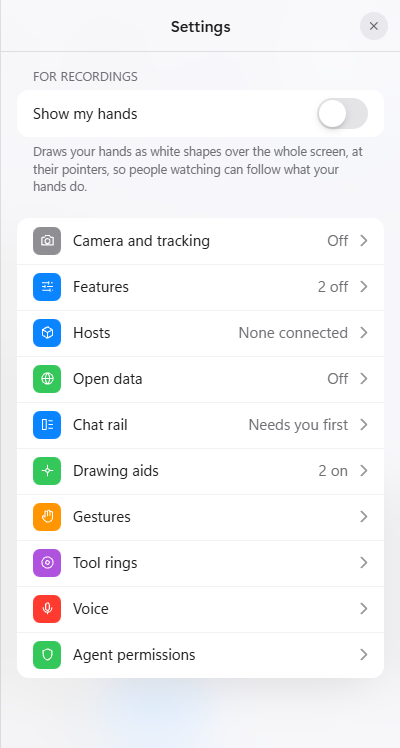 Settings
FOR RECORDINGS
Show my hands
Draws your hands as white shapes over the whole screen, at
their pointers, so people watching can follow what your
hands do.
Camera and tracking Off
Features 2 off
Hosts None connected
Open data Off
Chat rail Needs you first
Drawing aids 2 on
Gestures
Tool rings
Voice
Agent permissions